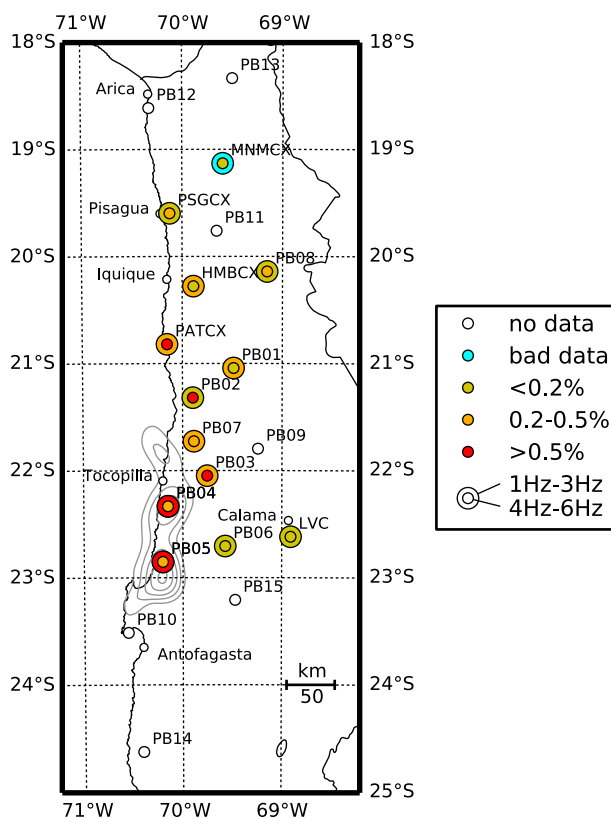 71°W 70°W 69°W
18°S 18°S
PB13
Arica
PB12
19°S 19°S
MNMCX
PSGCX
Pisagua
PB11
20°S 20°S
PB08
Iquique
HMBCX
PATCX
21°S 21°S
PB01
PB02
PB07
PB09
22°S 22°S
PB03
Tocopilla
PB04
Calama
LVC
PB06
PB05
23°S 23°S
PB15
PB10
Antofagasta
km
50
24°S 24°S
PB14
25°S 25°S
71°W 70°W 69°W
no data
bad data
<0.2%
0.2-0.5%
>0.5%
1Hz-3Hz
4Hz-6Hz